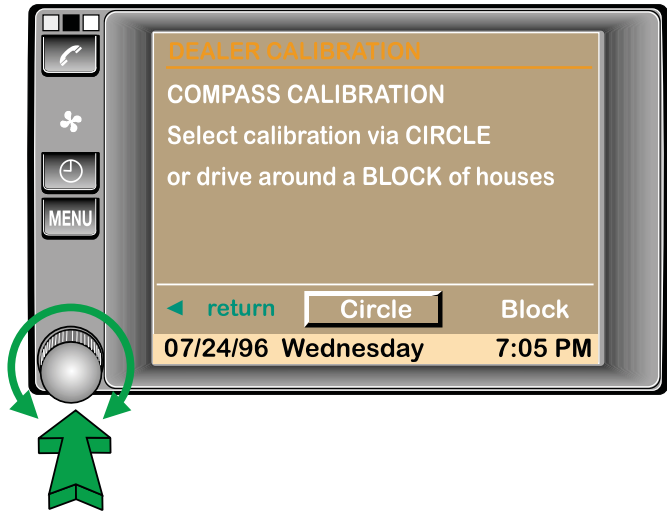 DEALER CALIBRATION
COMPASS CALIBRATION
Select calibration via CIRCLE
or drive around a BLOCK of houses
MENU
◄ return Circle Block
07/24/96 Wednesday 7:05 PM